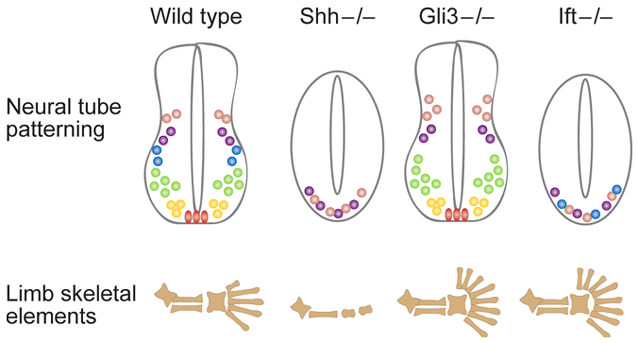 Wild type Shh–/– Gli3–/– Ift–/–
Neural tube
patterning
Limb skeletal
elements